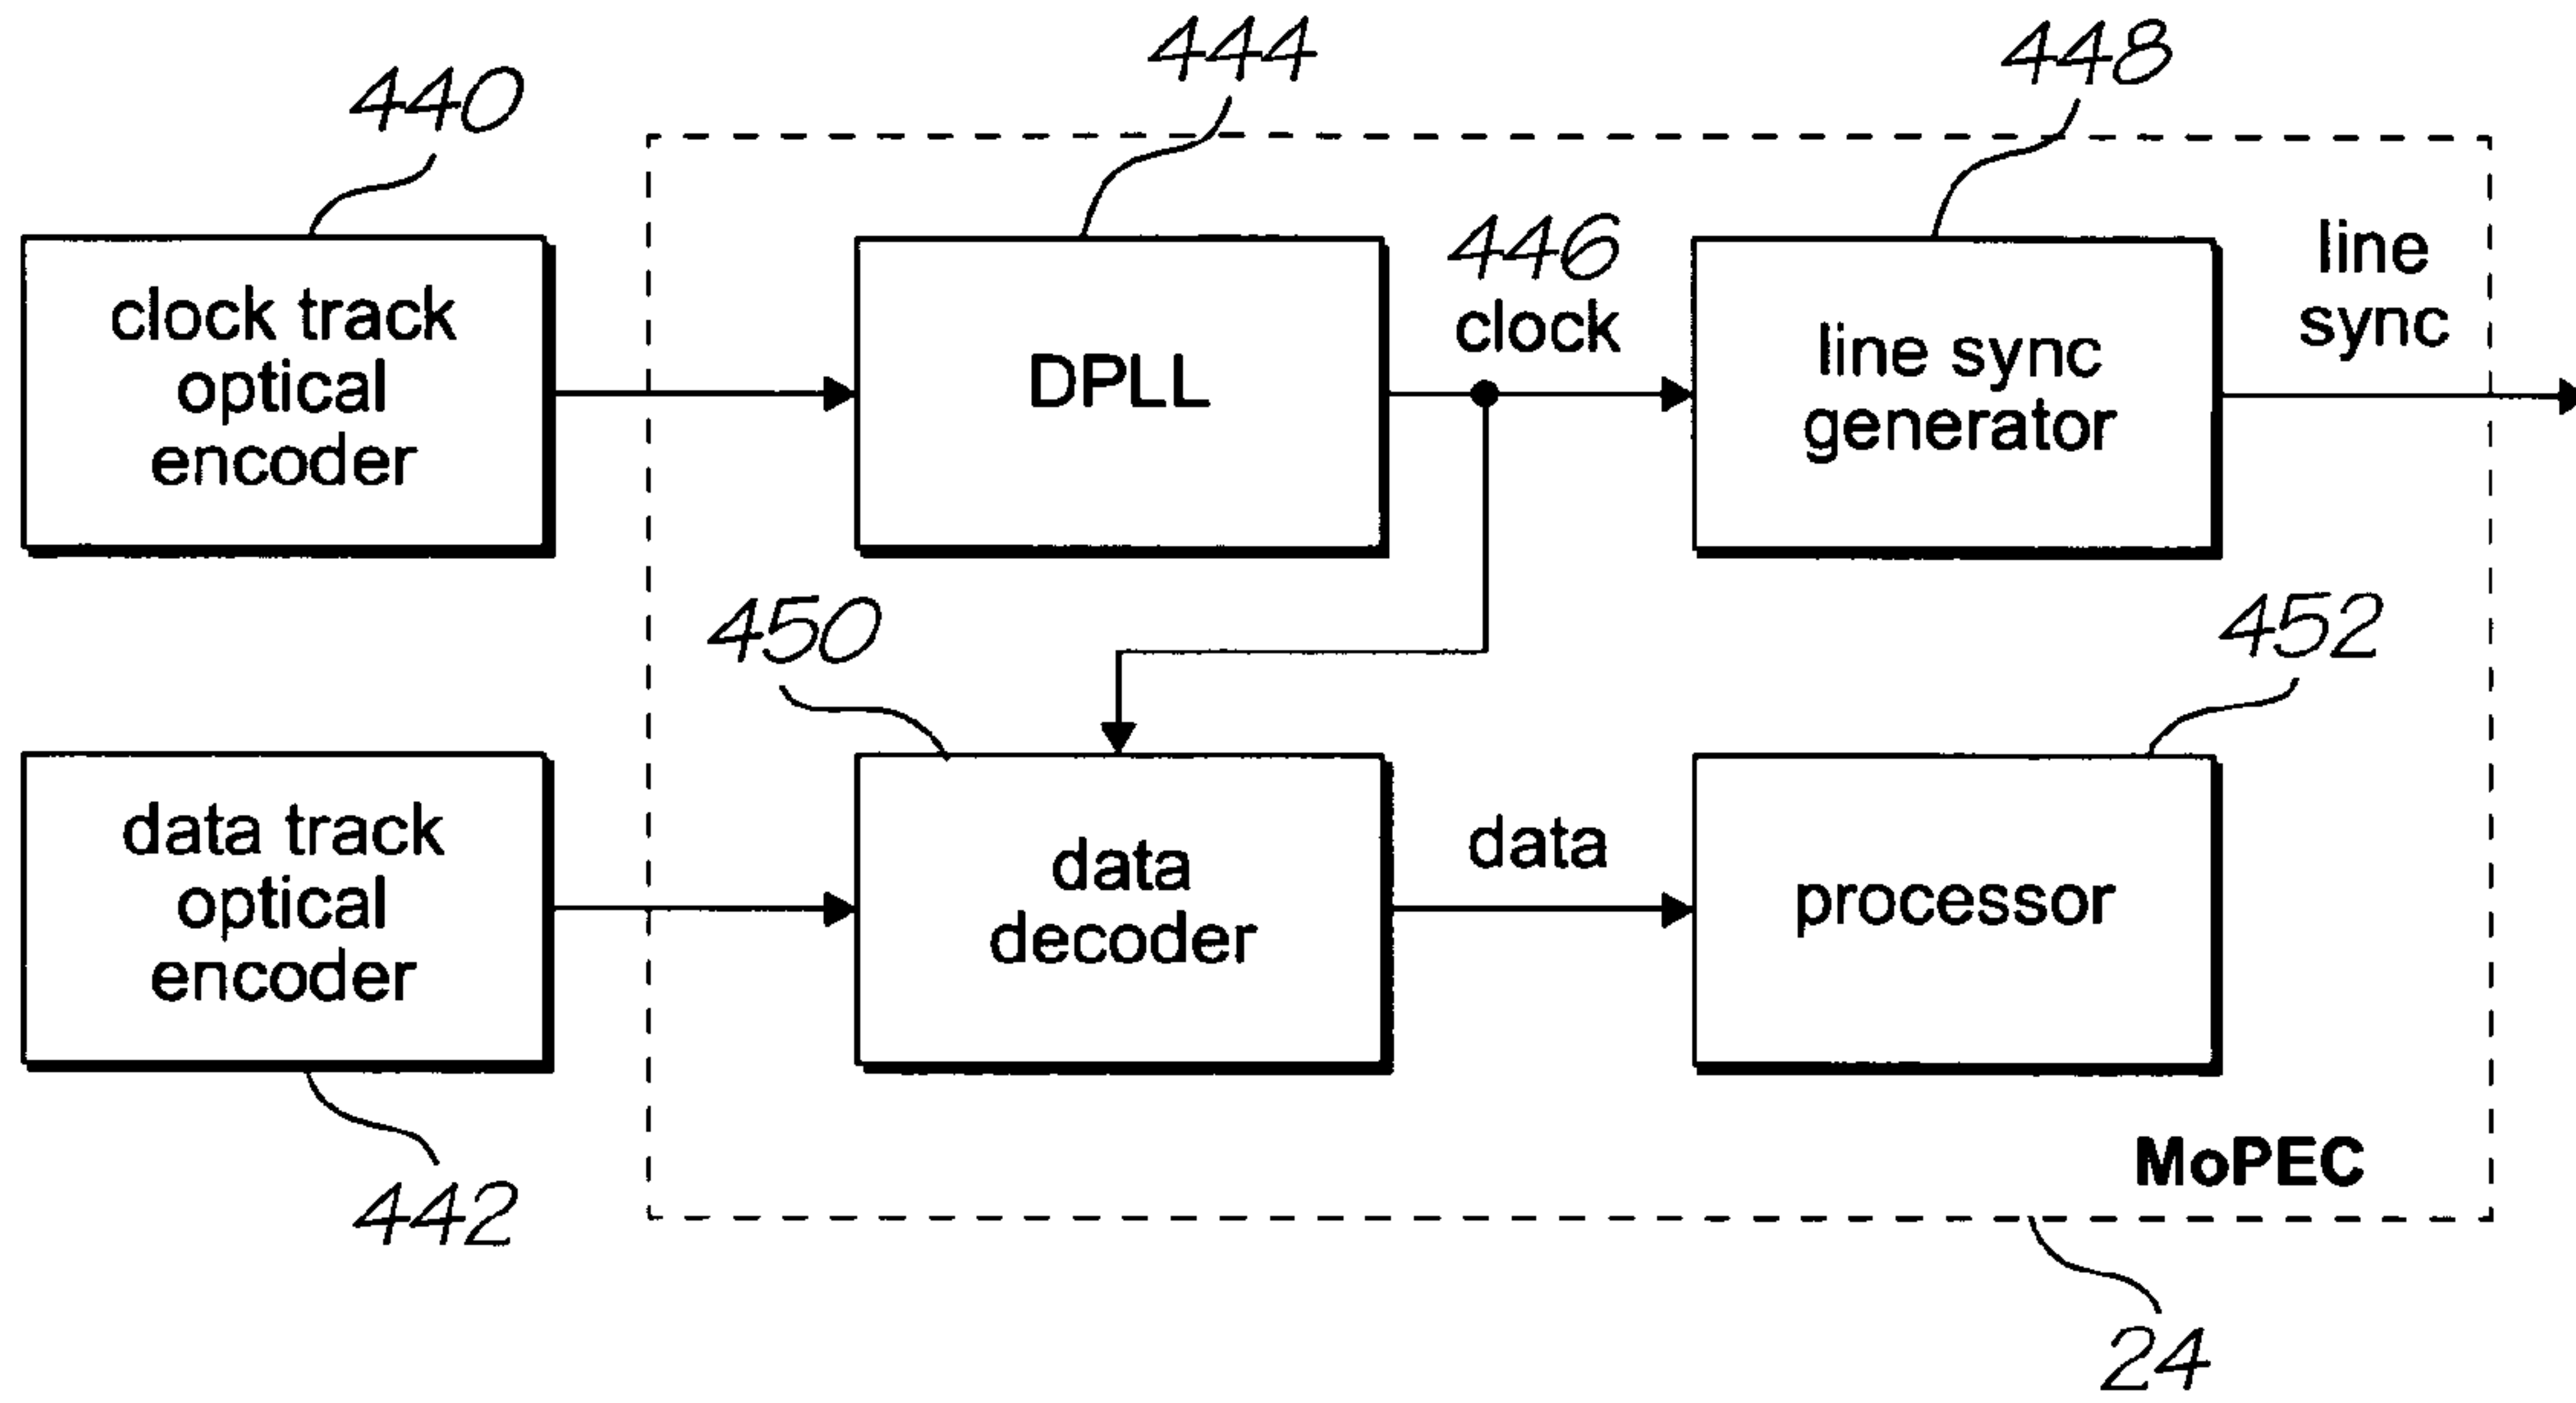 444
448
440
446
clock
line
sync
clock track
optical
encoder
DPLL
line sync
generator
450
452
data track
optical
encoder
data
decoder
data
processor
MoPEC
442
24